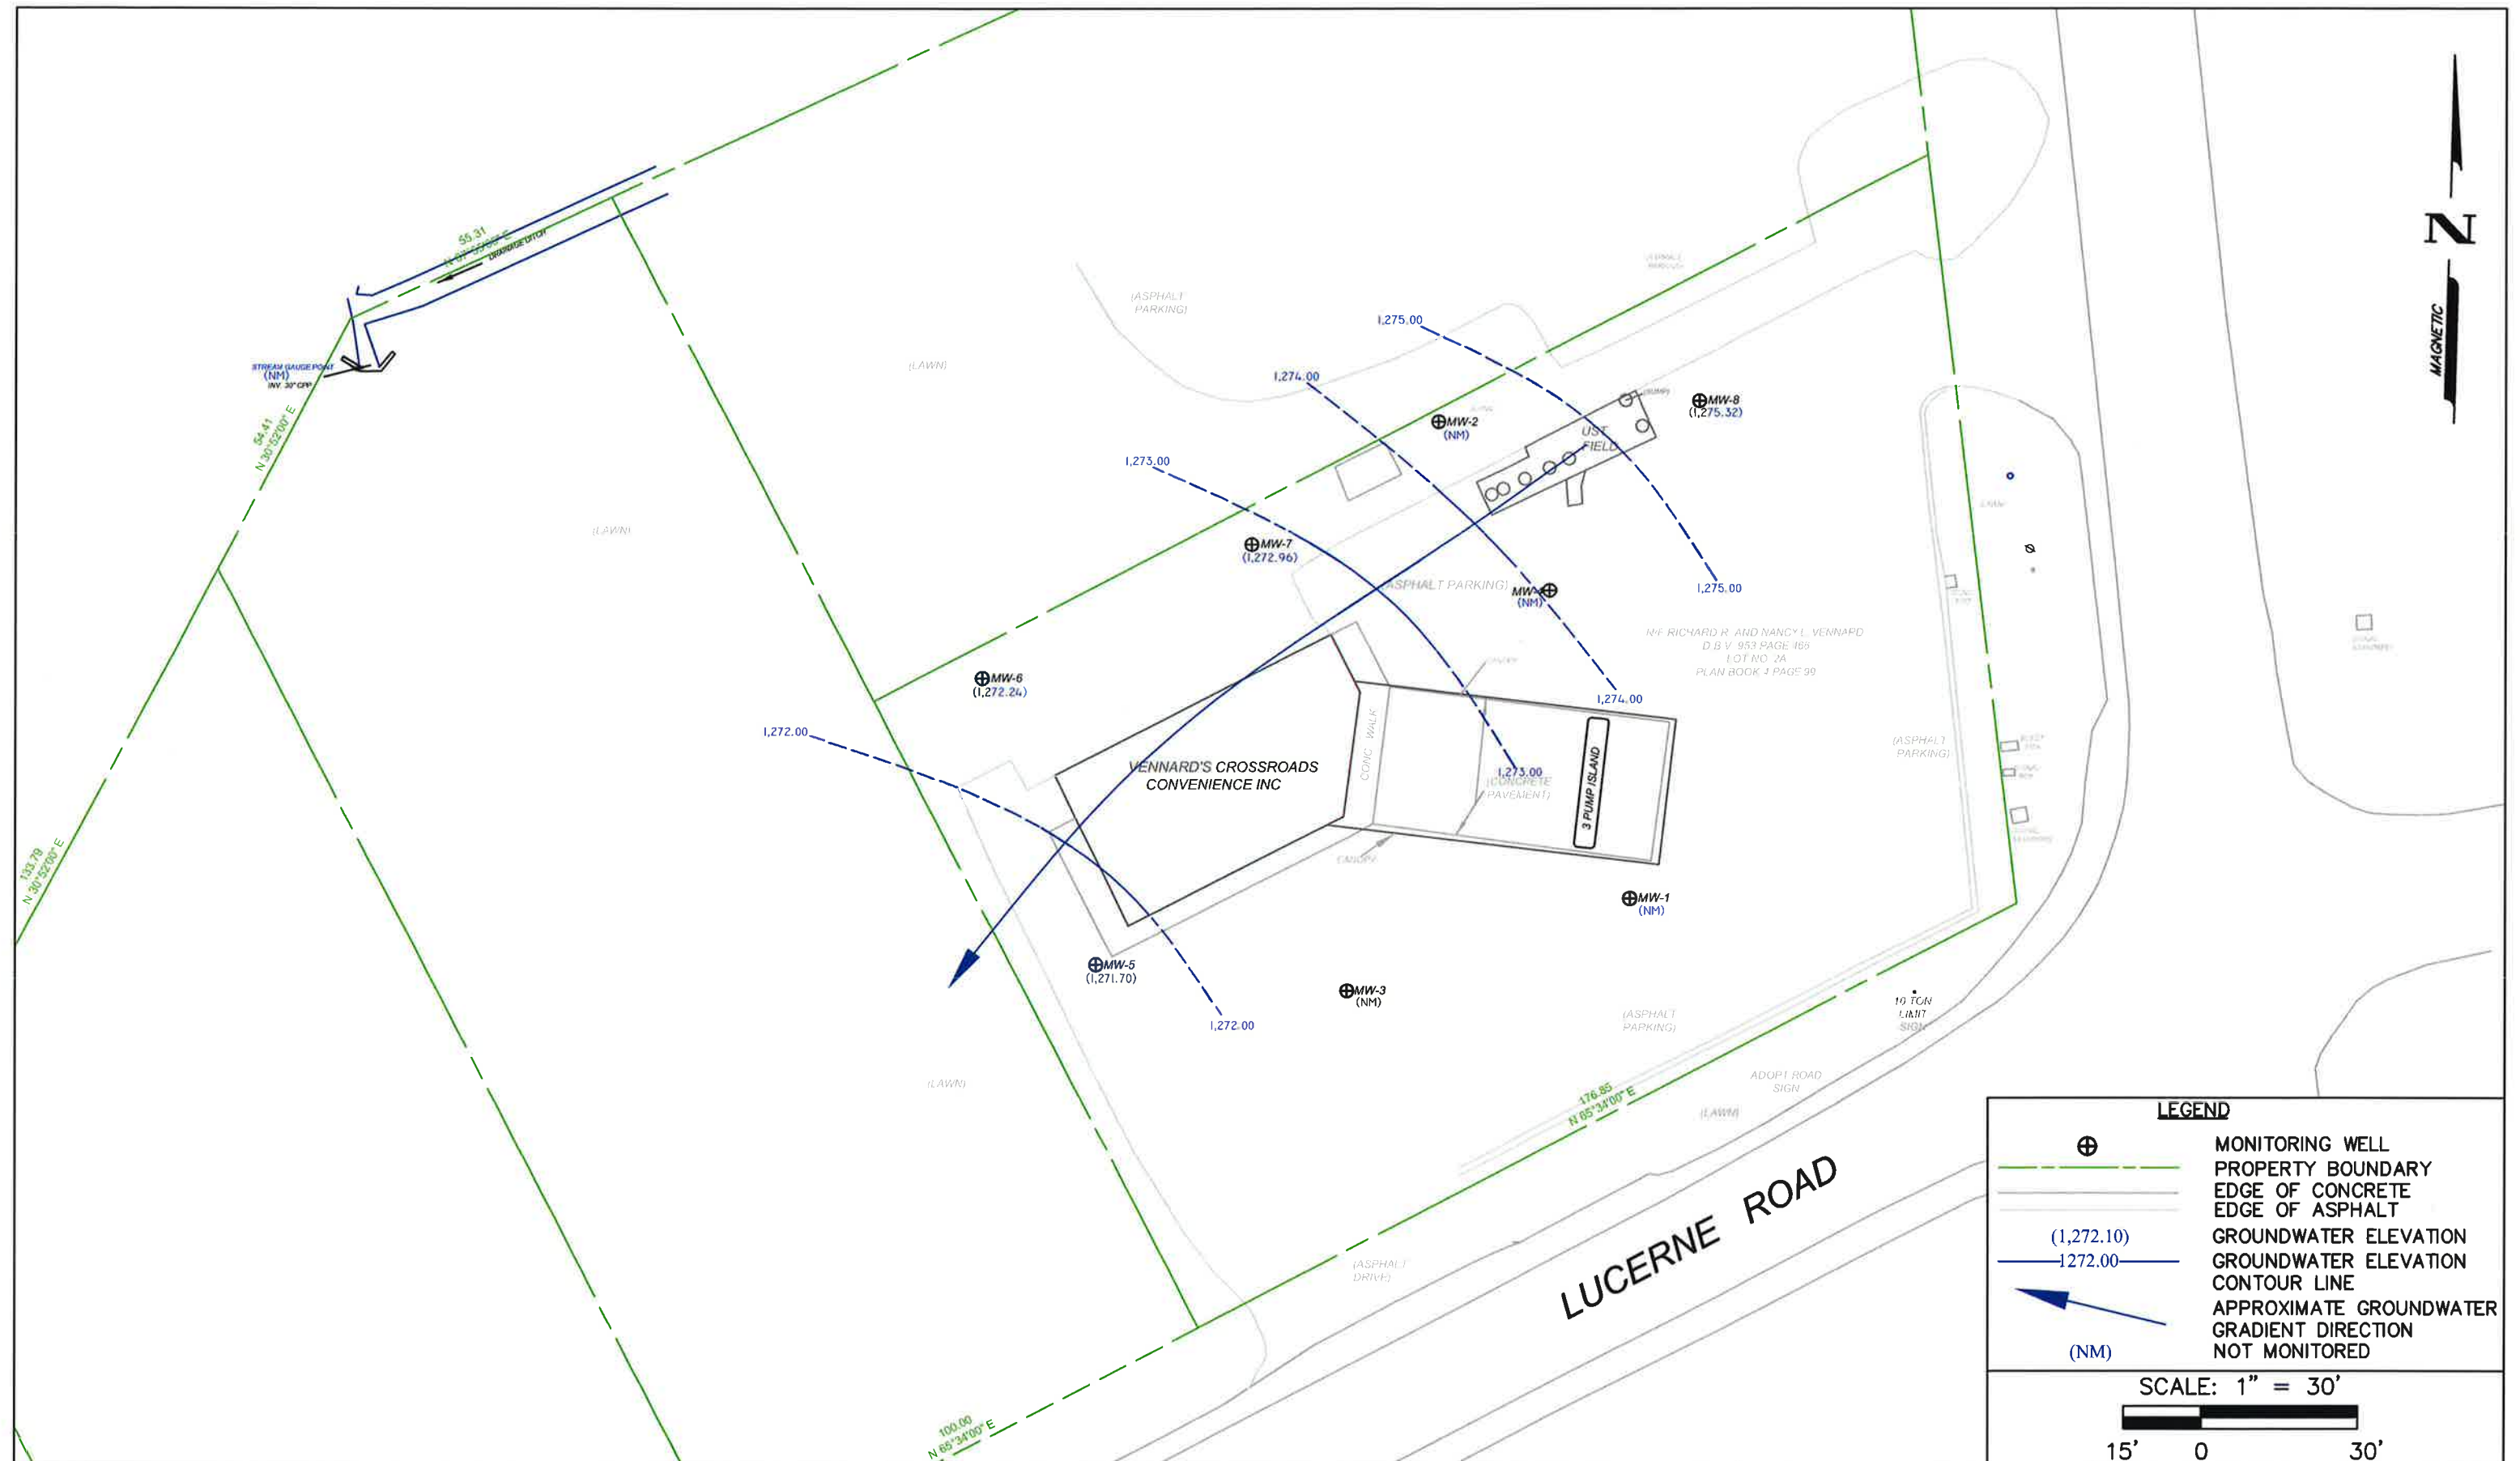 55.31
DRAINAGE DITCH
STREAM GAUGE POINT
(NM)
INV. 30" CPP
54.41
N 30°52'00" E
133.79
N 30°52'00" E
(LAWN)
(LAWN)
(LAWN)
(ASPHALT
PARKING)
1,275.00
1,274.00
1,273.00
1,272.00
MW-2
(NM)
UST
FIELD
MW-8
(1,275.32)
MW-7
(1,272.96)
(ASPHALT PARKING)
(NM)
1,275.00
N/F RICHARD R. AND NANCY L. VENNARD
D.B.V. 953 PAGE 466
LOT NO. 2A
PLAN BOOK 4 PAGE 99
MW-6
(1,272.24)
1,274.00
CONC WALK
VENNARD'S CROSSROADS
CONVENIENCE INC
1,273.00
(CONCRETE
PAVEMENT)
3 PUMP ISLAND
(ASPHALT
PARKING)
CANOPY
MW-1
(NM)
MW-5
(1,271.70)
MW-3
(NM)
1,272.00
(ASPHALT
PARKING)
10 TON
LIMIT
SIGN
ADOPT ROAD
SIGN
(LAWN)
176.85
N 65°34'00" E
(ASPHALT
DRIVE)
LUCERNE ROAD
100.00
N 65°34'00" E
N
MAGNETIC
LEGEND
MONITORING WELL
PROPERTY BOUNDARY
EDGE OF CONCRETE
EDGE OF ASPHALT
(1,272.10) GROUNDWATER ELEVATION
1272.00 GROUNDWATER ELEVATION
CONTOUR LINE
APPROXIMATE GROUNDWATER
GRADIENT DIRECTION
(NM) NOT MONITORED
SCALE: 1" = 30'
15' 0 30'